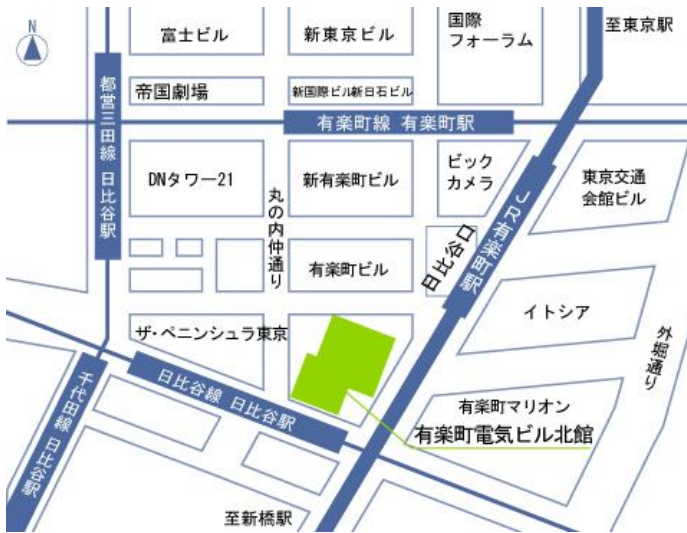 N
富士ビル
新東京ビル
国際
フォーラム
至東京駅
都営三田線 日比谷駅
帝国劇場
新国際ビル新日石ビル
有楽町線 有楽町駅
DNタワー21
丸の内仲通り
新有楽町ビル
ビック
カメラ
JR有楽町駅
東京交通
会館ビル
有楽町ビル
日比谷口
イトシア
外堀通り
ザ・ペニンシュラ東京
日比谷線 日比谷駅
千代田線 日比谷駅
有楽町マリオン
有楽町電気ビル北館
至新橋駅